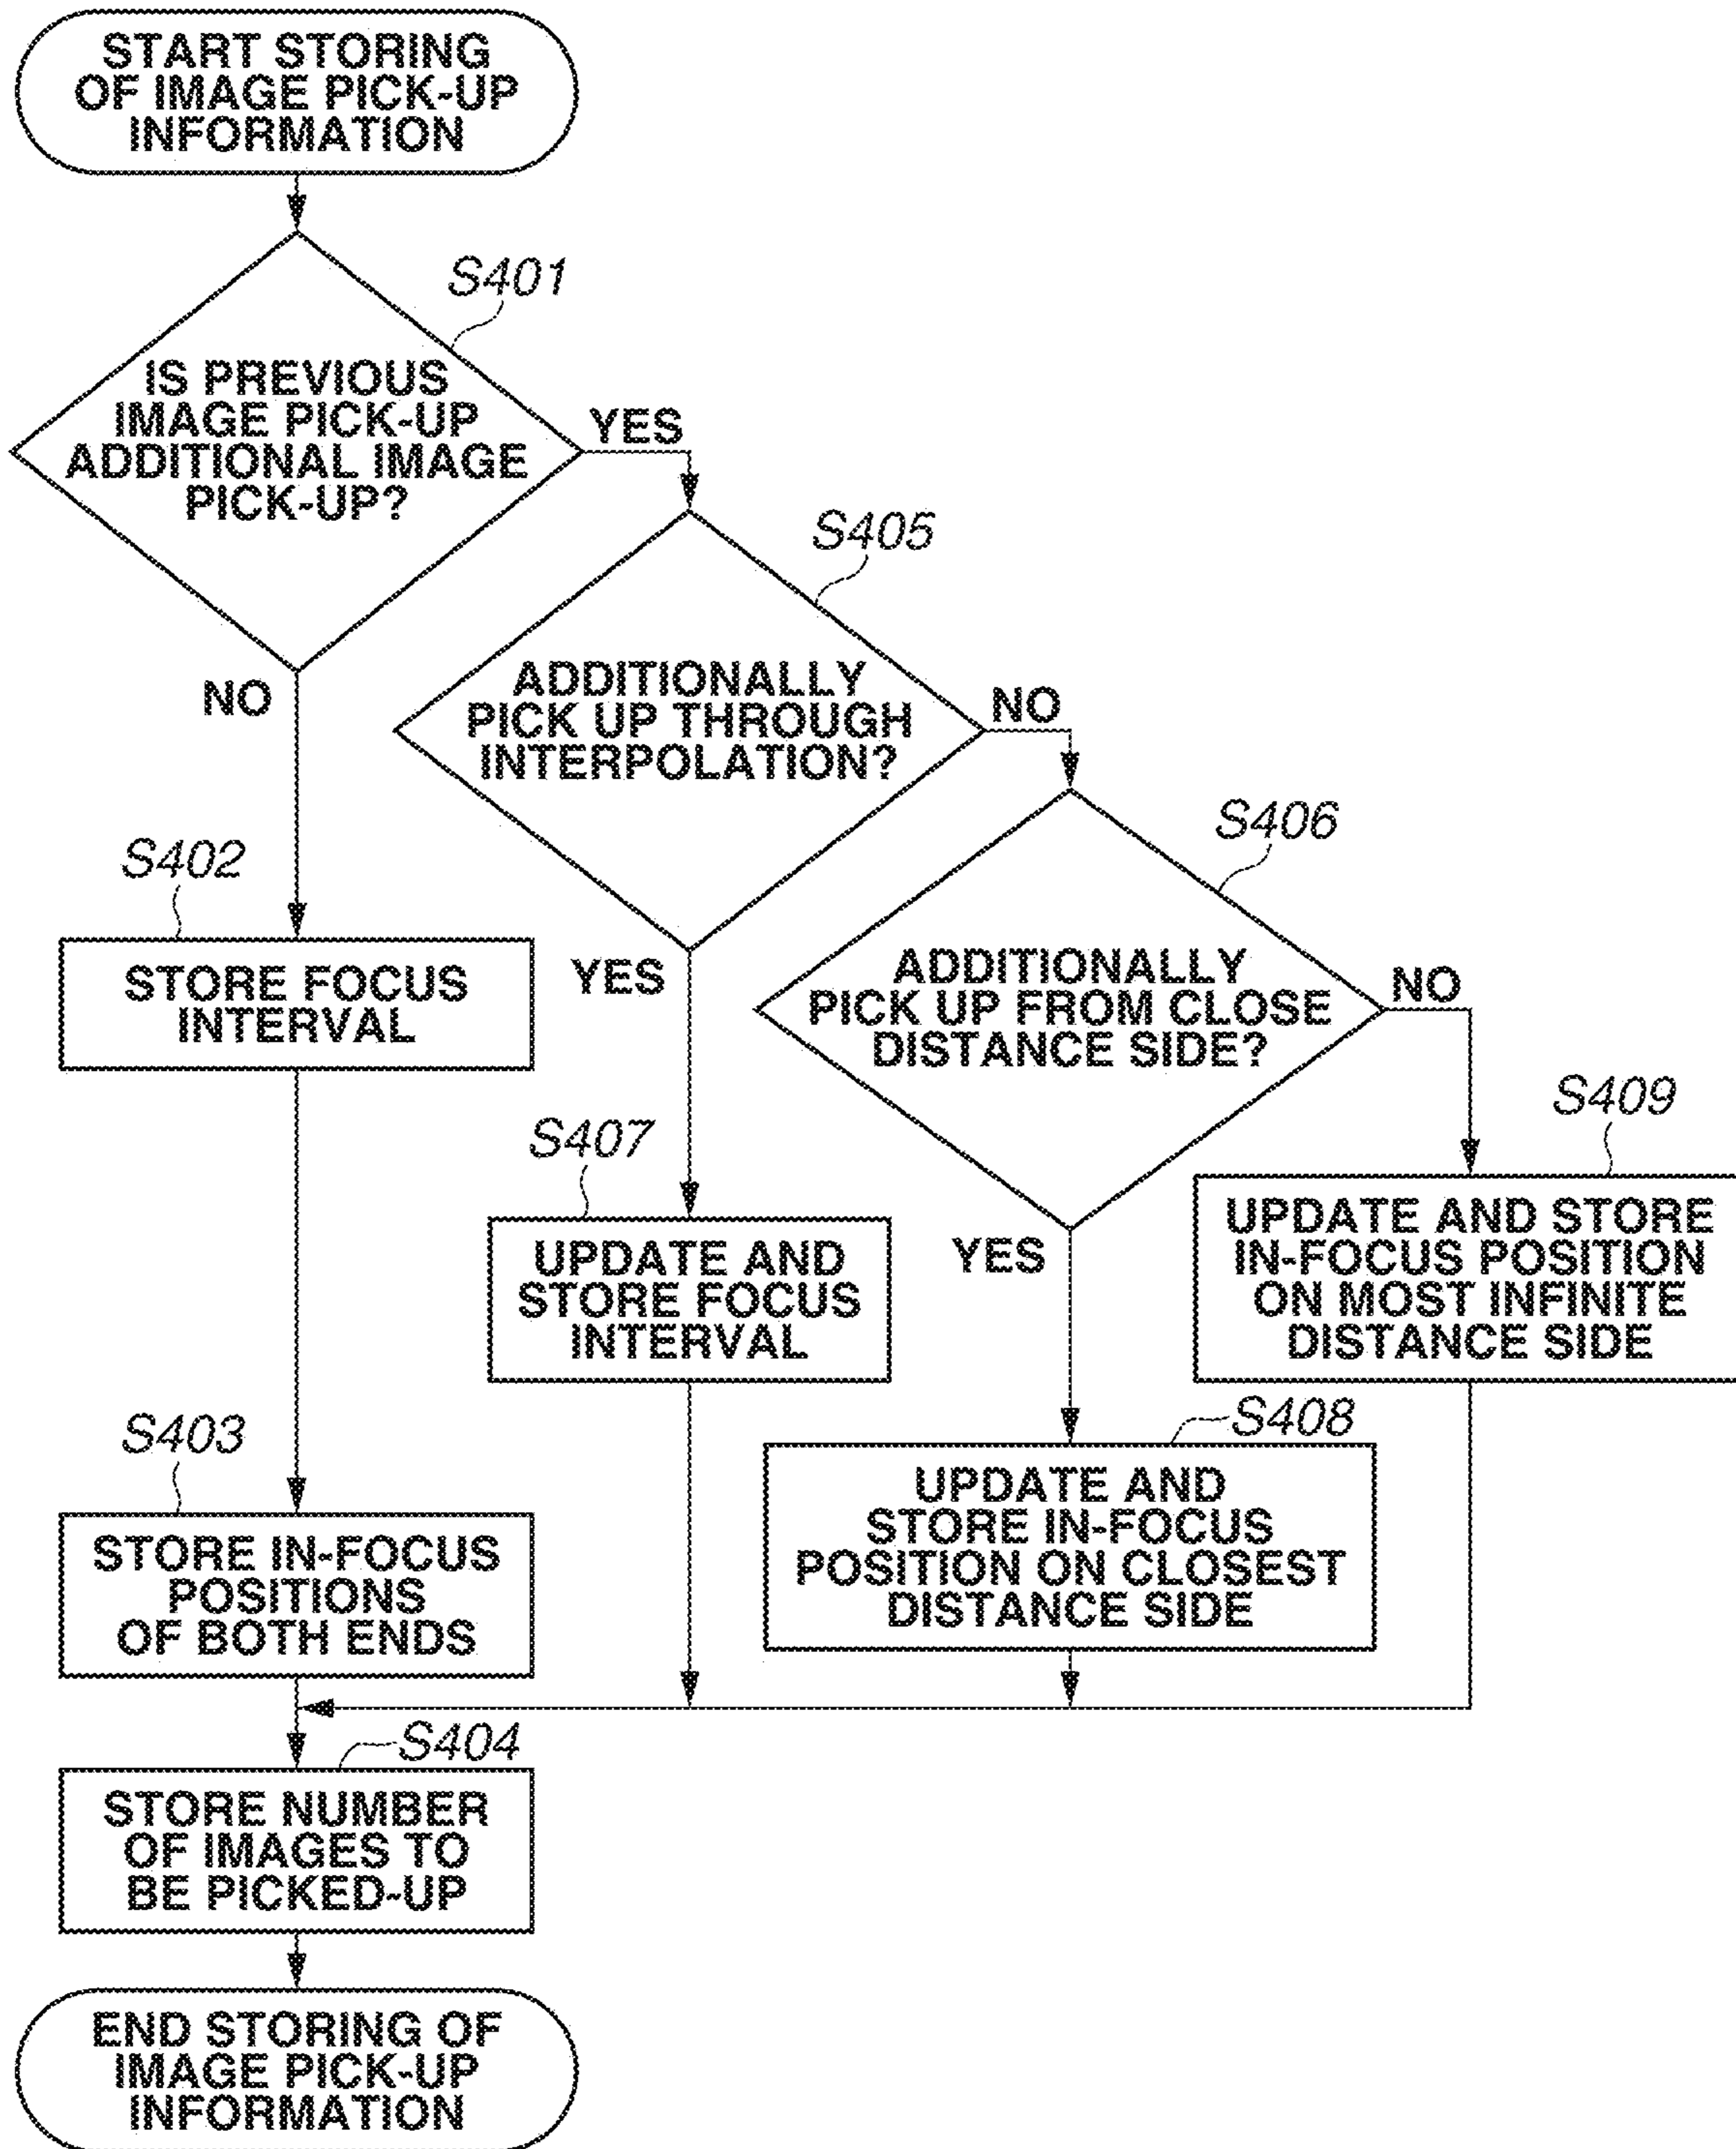 START STORING
OF IMAGE PICK-UP
INFORMATION
S401
IS PREVIOUS
IMAGE PICK-UP
ADDITIONAL IMAGE
PICK-UP?
YES
NO
S405
ADDITIONALLY
PICK UP THROUGH
INTERPOLATION?
NO
YES
S406
ADDITIONALLY
PICK UP FROM CLOSE
DISTANCE SIDE?
NO
YES
S402
STORE FOCUS
INTERVAL
S407
UPDATE AND
STORE FOCUS
INTERVAL
S409
UPDATE AND STORE
IN-FOCUS POSITION
ON MOST INFINITE
DISTANCE SIDE
S408
UPDATE AND
STORE IN-FOCUS
POSITION ON CLOSEST
DISTANCE SIDE
S403
STORE IN-FOCUS
POSITIONS
OF BOTH ENDS
S404
STORE NUMBER
OF IMAGES TO
BE PICKED-UP
END STORING OF
IMAGE PICK-UP
INFORMATION